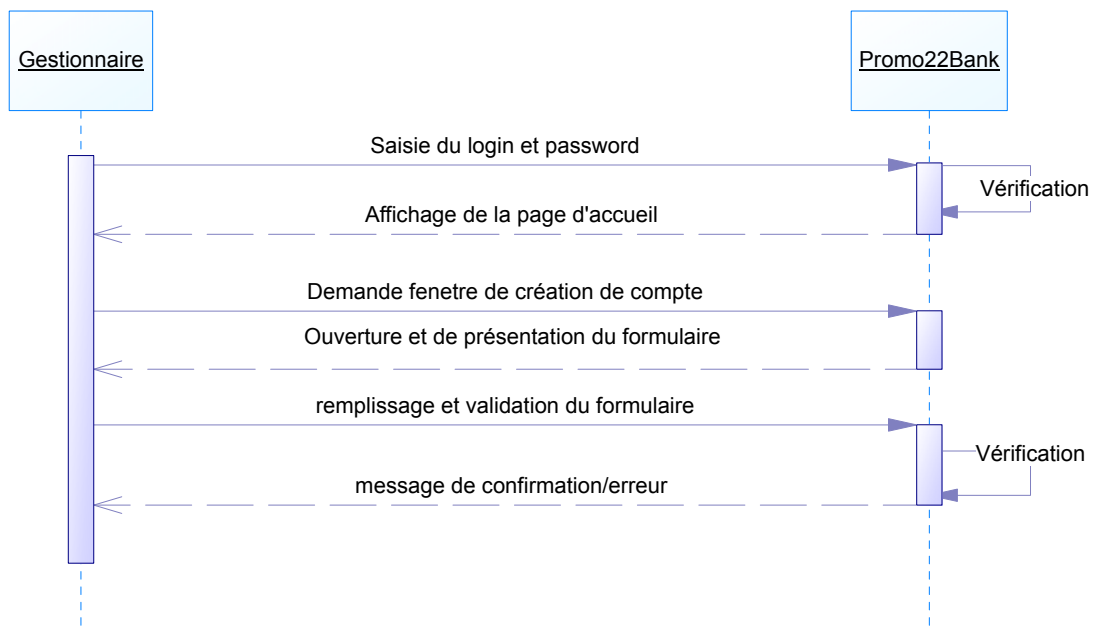 Gestionnaire
Promo22Bank
Saisie du login et password
Vérification
Affichage de la page d'accueil
Demande fenetre de création de compte
Ouverture et de présentation du formulaire
remplissage et validation du formulaire
Vérification
message de confirmation/erreur